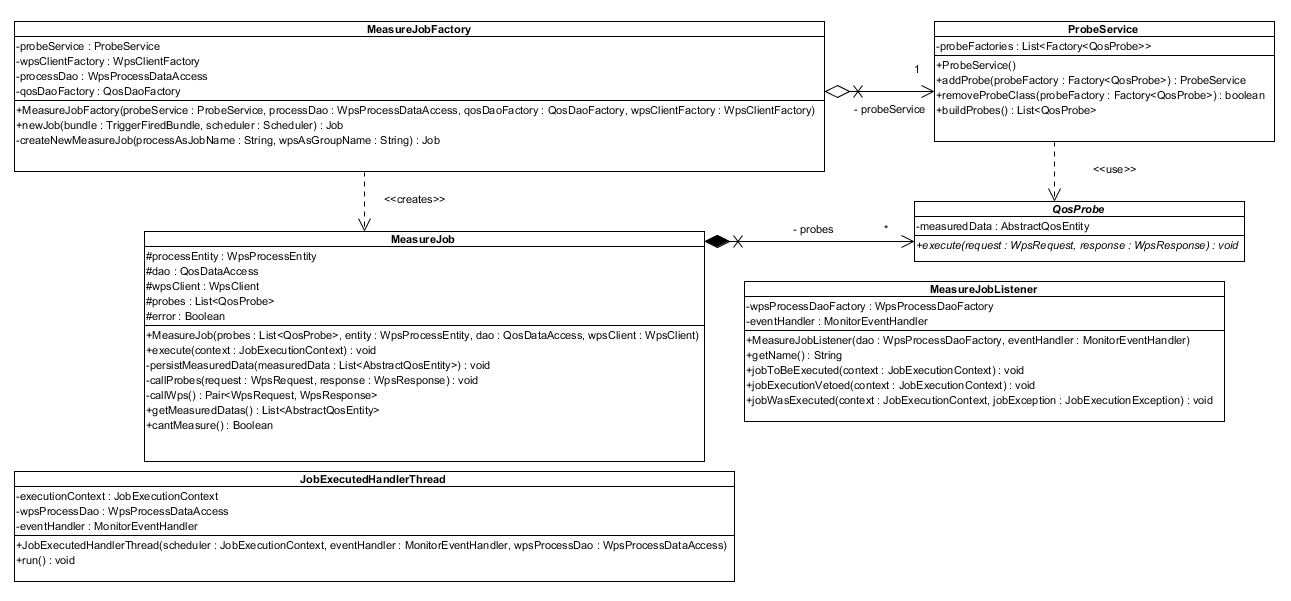 MeasureJobFactory
-probeService : ProbeService
-wpsClientFactory : WpsClientFactory
-processDao : WpsProcessDataAccess
-qosDaoFactory : QosDaoFactory
+MeasureJobFactory(probeService : ProbeService, processDao : WpsProcessDataAccess, qosDaoFactory : QosDaoFactory, wpsClientFactory : WpsClientFactory)
+newJob(bundle : TriggerFiredBundle, scheduler : Scheduler) : Job
-createNewMeasureJob(processAsJobName : String, wpsAsGroupName : String) : Job
1
- probeService
ProbeService
-probeFactories : List<Factory<QosProbe>>
+ProbeService()
+addProbe(probeFactory : Factory<QosProbe>) : ProbeService
+removeProbeClass(probeFactory : Factory<QosProbe>) : boolean
+buildProbes() : List<QosProbe>
<<creates>>
<<use>>
MeasureJob
#processEntity : WpsProcessEntity
#dao : QosDataAccess
#wpsClient : WpsClient
#probes : List<QosProbe>
#error : Boolean
+MeasureJob(probes : List<QosProbe>, entity : WpsProcessEntity, dao : QosDataAccess, wpsClient : WpsClient)
+execute(context : JobExecutionContext) : void
-persistMeasuredData(measuredData : List<AbstractQosEntity>) : void
-callProbes(request : WpsRequest, response : WpsResponse) : void
-callWps() : Pair<WpsRequest, WpsResponse>
+getMeasuredDatas() : List<AbstractQosEntity>
+cantMeasure() : Boolean
- probes
*
QosProbe
-measuredData : AbstractQosEntity
+execute(request : WpsRequest, response : WpsResponse) : void
MeasureJobListener
-wpsProcessDaoFactory : WpsProcessDaoFactory
-eventHandler : MonitorEventHandler
+MeasureJobListener(dao : WpsProcessDaoFactory, eventHandler : MonitorEventHandler)
+getName() : String
+jobToBeExecuted(context : JobExecutionContext) : void
+jobExecutionVetoed(context : JobExecutionContext) : void
+jobWasExecuted(context : JobExecutionContext, jobException : JobExecutionException) : void
JobExecutedHandlerThread
-executionContext : JobExecutionContext
-wpsProcessDao : WpsProcessDataAccess
-eventHandler : MonitorEventHandler
+JobExecutedHandlerThread(scheduler : JobExecutionContext, eventHandler : MonitorEventHandler, wpsProcessDao : WpsProcessDataAccess)
+run() : void